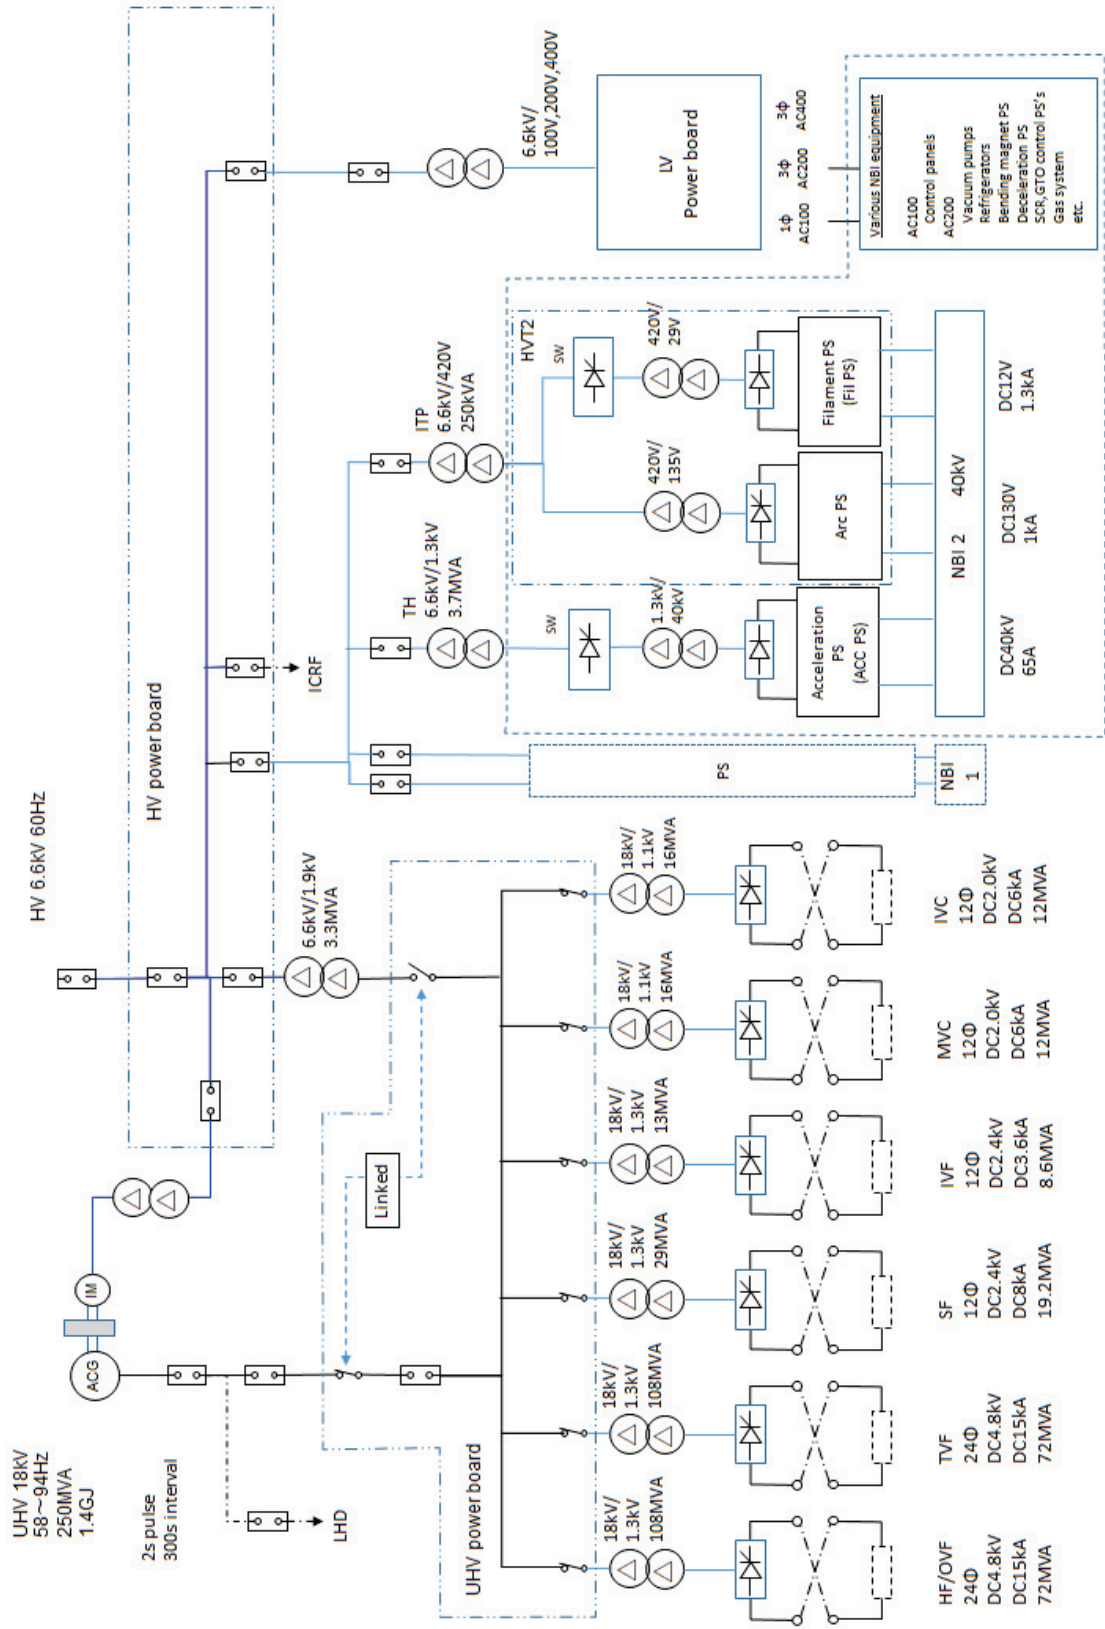 UHV 18kV
58～94Hz
250MVA
1.4GJ
2s pulse
300s interval
ACG
IM
LHD
HV 6.6kV 60Hz
HV power board
ICRF
6.6kV/1.9kV
3.3MVA
Linked
UHV power board
18kV/
1.3kV
108MVA
18kV/
1.3kV
108MVA
18kV/
1.3kV
29MVA
18kV/
1.3kV
13MVA
18kV/
1.1kV
16MVA
18kV/
1.1kV
16MVA
HF/OVF
24Φ
DC4.8kV
DC15kA
72MVA
TVF
24Φ
DC4.8kV
DC15kA
72MVA
SF
12Φ
DC2.4kV
DC8kA
19.2MVA
IVF
12Φ
DC2.4kV
DC3.6kA
8.6MVA
MVC
12Φ
DC2.0kV
DC6kA
12MVA
IVC
12Φ
DC2.0kV
DC6kA
12MVA
PS
NBI
1
TH
6.6kV/1.3kV
3.7MVA
ITP
6.6kV/420V
250kVA
HVT2
SW
SW
1.3kV/
40kV
420V/
135V
420V/
29V
Acceleration
PS
(ACC PS)
Arc PS
Filament PS
(Fil PS)
NBI 2 40kV
DC40kV
65A
DC130V
1kA
DC12V
1.3kA
6.6kV/
100V,200V,400V
LV
Power board
1Φ
AC100
3Φ
AC200
3Φ
AC400
Various NBI equipment
AC100
Control panels
AC200
Vacuum pumps
Refrigerators
Bending magnet PS
Deceleration PS
SCR,GTO control PS's
Gas system
etc.